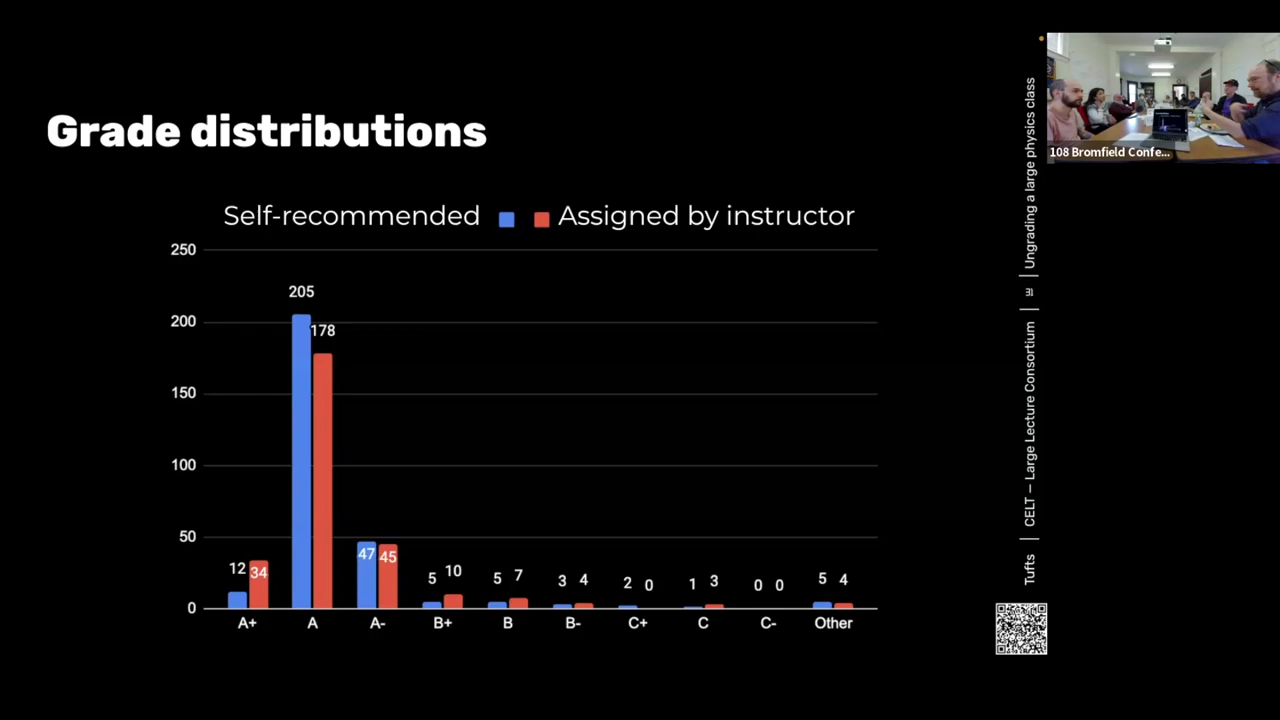 Grade distributions
Self-recommended
Assigned by instructor
250
200
150
100
50
0
205
178
12
34
47
45
5
10
5
7
3
4
2
0
1
3
0
0
5
4
A+
A
A-
B+
B
B-
C+
C
C-
Other
Tufts | CELT – Large Lecture Consortium | 31 | Ungrading a large physics class
108 Bromfield Confe...